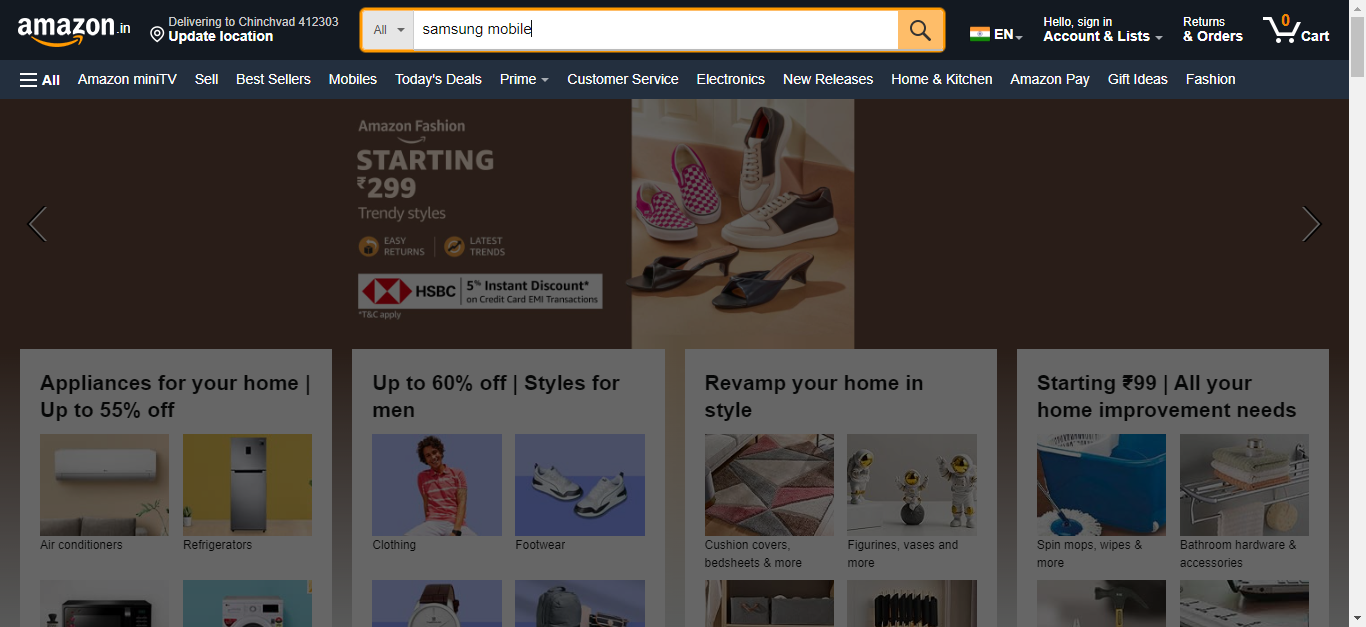 amazon.in
Delivering to Chinchvad 412303
Update location
All
samsung mobile
EN
Hello, sign in
Account & Lists
Returns
& Orders
0
Cart
All
Amazon miniTV
Sell
Best Sellers
Mobiles
Today's Deals
Prime
Customer Service
Electronics
New Releases
Home & Kitchen
Amazon Pay
Gift Ideas
Fashion
Amazon Fashion
STARTING
₹299
Trendy styles
EASY
RETURNS
LATEST
TRENDS
HSBC
5% Instant Discount*
on Credit Card EMI Transactions
*T&C apply
Appliances for your home |
Up to 55% off
Air conditioners
Refrigerators
Up to 60% off | Styles for
men
Clothing
Footwear
Revamp your home in
style
Cushion covers,
bedsheets & more
Figurines, vases and
more
Starting ₹99 | All your
home improvement needs
Spin mops, wipes &
more
Bathroom hardware &
accessories